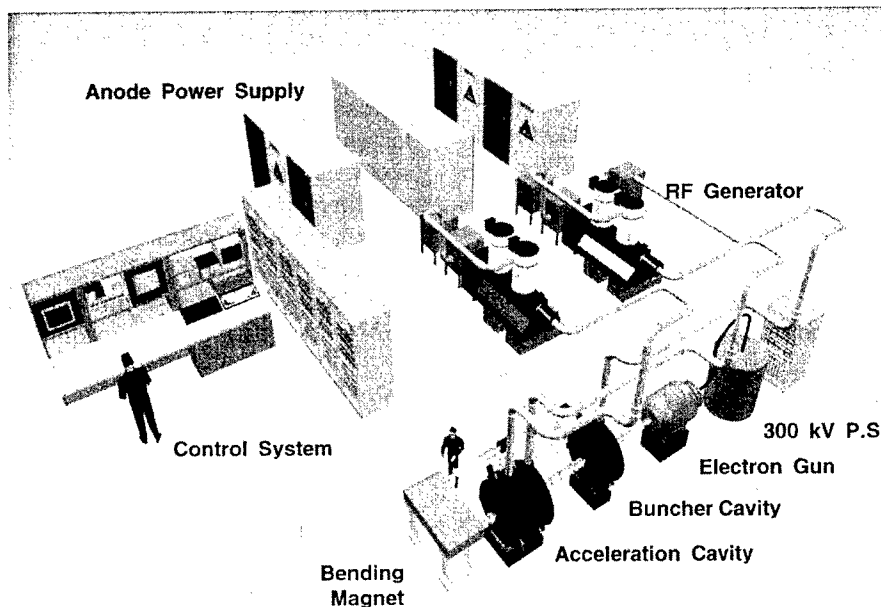 Anode Power Supply
RF Generator
Control System
300 kV P.S
Electron Gun
Buncher Cavity
Acceleration Cavity
Bending
Magnet